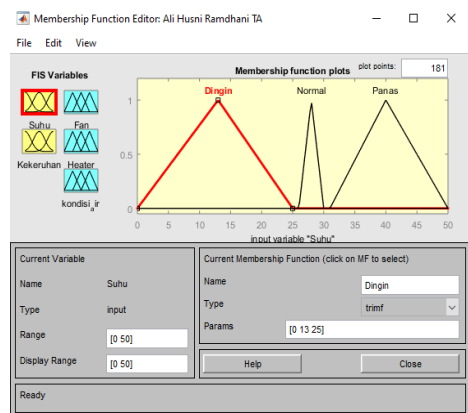 Membership Function Editor: Ali Husni Ramdhani TA
File Edit View
FIS Variables
Membership function plots
plot points:
181
Suhu
Fan
Kekeruhan
Heater
kondisi_air
Dingin
Normal
Panas
1
0.5
0
0 5 10 15 20 25 30 35 40 45 50
input variable "Suhu"
Current Variable
Name Suhu
Type input
Range [0 50]
Display Range [0 50]
Current Membership Function (click on MF to select)
Name Dingin
Type trimf
Params [0 13 25]
Help
Close
Ready